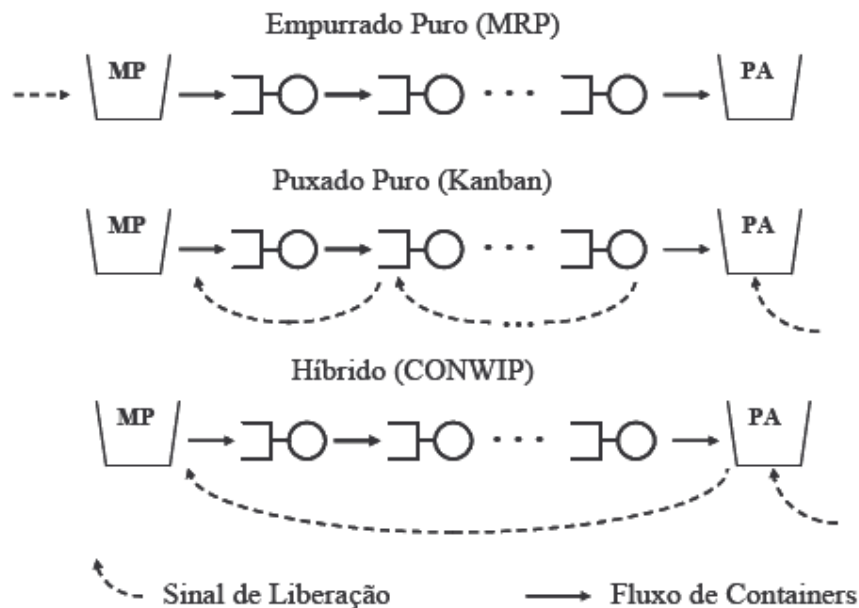 Empurrado Puro (MRP)
MP
PA
Puxado Puro (Kanban)
MP
PA
Híbrido (CONWIP)
MP
PA
Sinal de Liberação
Fluxo de Containers